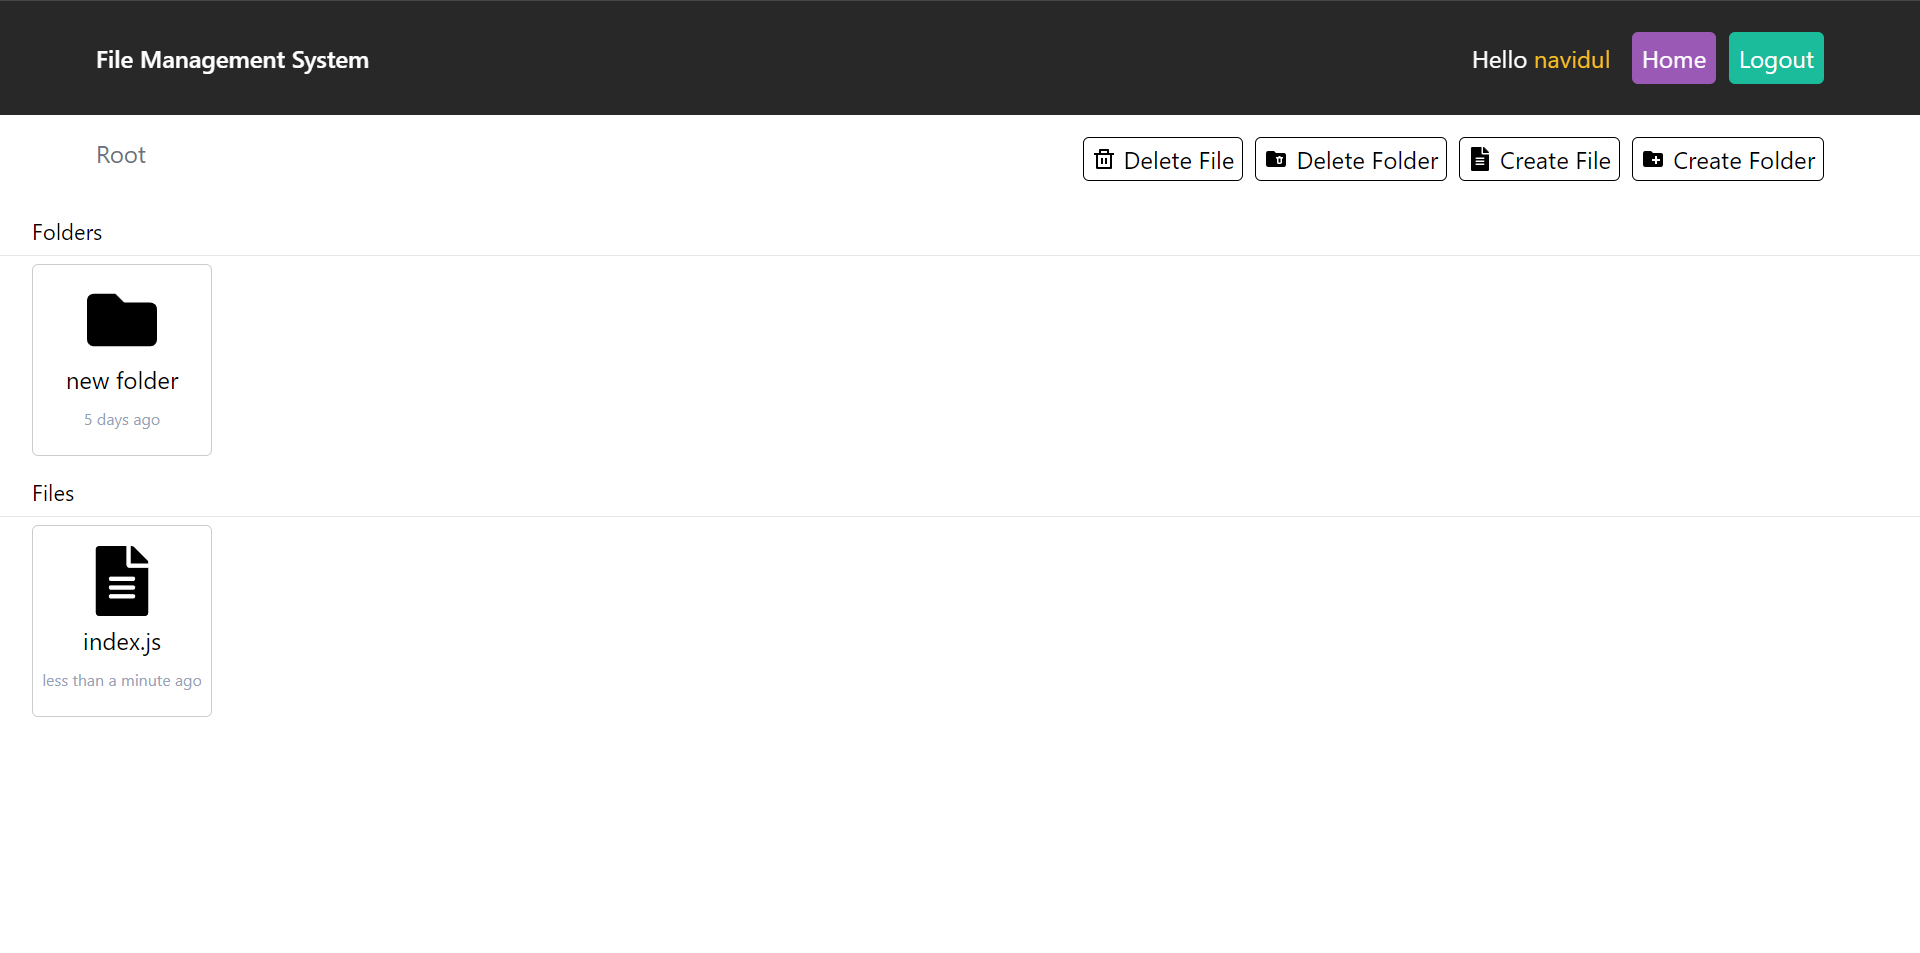 File Management System
Hello navidul Home Logout
Root
Delete File Delete Folder Create File Create Folder
Folders
new folder
5 days ago
Files
index.js
less than a minute ago